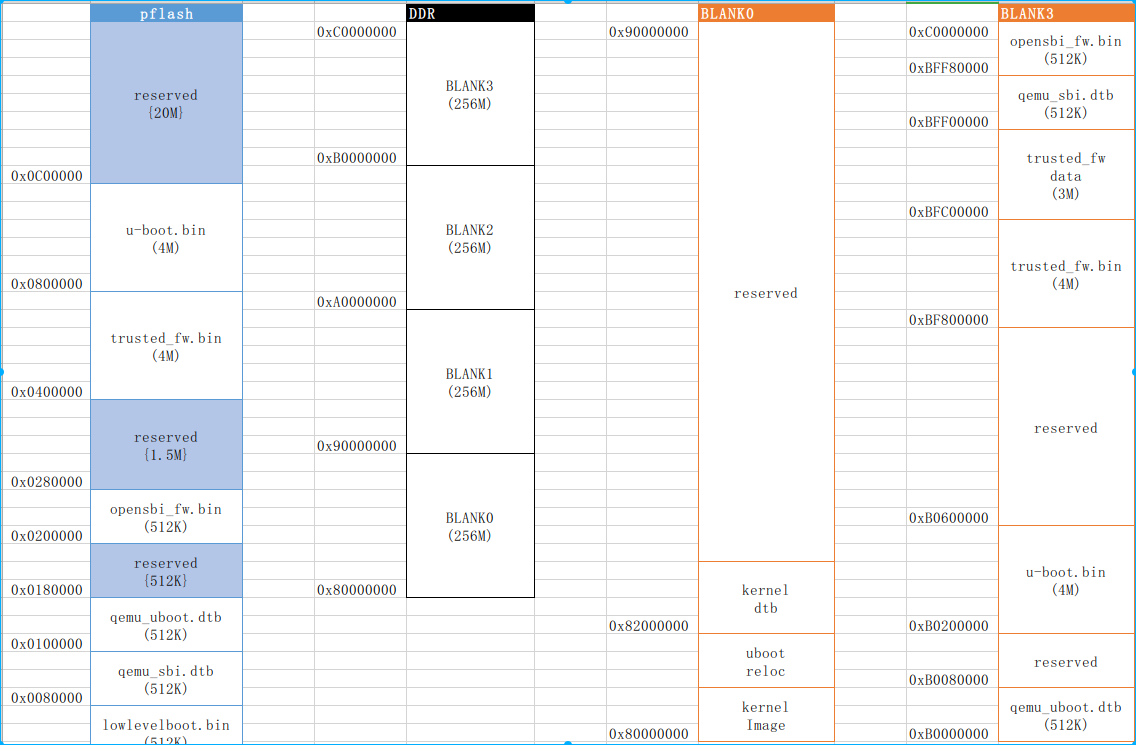 pflash
reserved
{20M}
0x0C00000
u-boot.bin
(4M)
0x0800000
trusted_fw.bin
(4M)
0x0400000
reserved
{1.5M}
0x0280000
opensbi_fw.bin
(512K)
0x0200000
reserved
{512K}
0x0180000
qemu_uboot.dtb
(512K)
0x0100000
qemu_sbi.dtb
(512K)
0x0080000
lowlevelboot.bin
(512K)
DDR
0xC0000000
BLANK3
(256M)
0xB0000000
BLANK2
(256M)
0xA0000000
BLANK1
(256M)
0x90000000
BLANK0
(256M)
0x80000000
BLANK0
0x90000000
reserved
kernel
dtb
0x82000000
uboot
reloc
kernel
Image
0x80000000
BLANK3
0xC0000000
opensbi_fw.bin
(512K)
0xBFF80000
qemu_sbi.dtb
(512K)
0xBFF00000
trusted_fw
data
(3M)
0xBFC00000
trusted_fw.bin
(4M)
0xBF800000
reserved
0xB0600000
u-boot.bin
(4M)
0xB0200000
reserved
0xB0080000
qemu_uboot.dtb
(512K)
0xB0000000